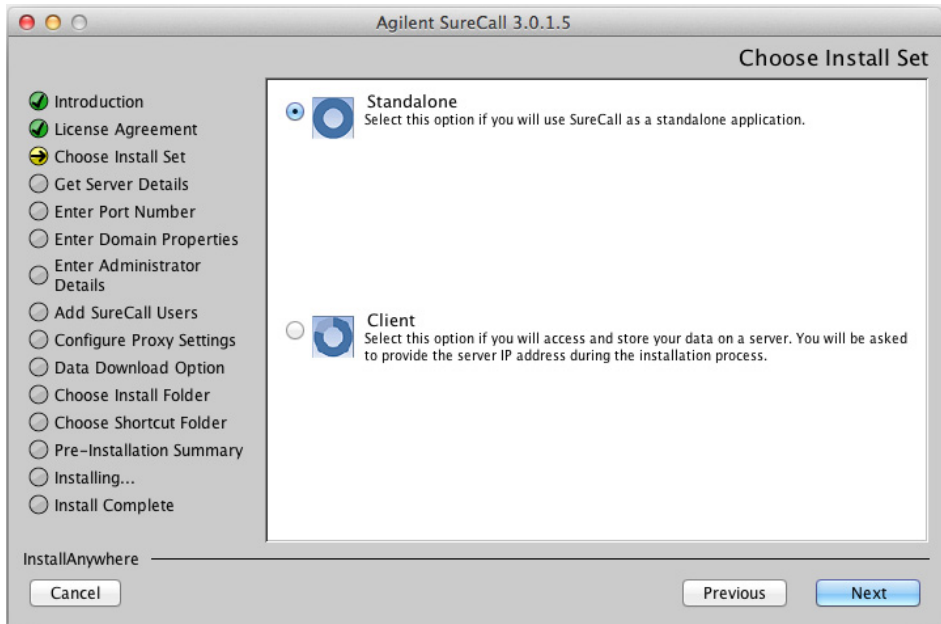 Agilent SureCall 3.0.1.5
Choose Install Set
Introduction
License Agreement
Choose Install Set
Get Server Details
Enter Port Number
Enter Domain Properties
Enter Administrator
Details
Add SureCall Users
Configure Proxy Settings
Data Download Option
Choose Install Folder
Choose Shortcut Folder
Pre-Installation Summary
Installing...
Install Complete
Standalone
Select this option if you will use SureCall as a standalone application.
Client
Select this option if you will access and store your data on a server. You will be asked
to provide the server IP address during the installation process.
InstallAnywhere
Cancel
Previous
Next